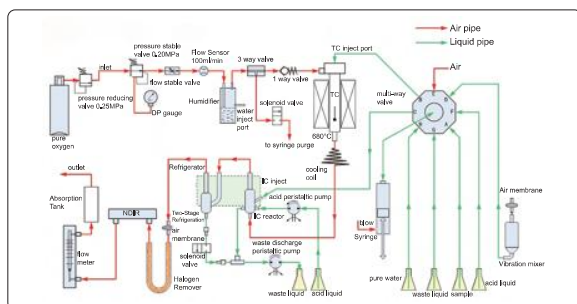 Air pipe
Liquid pipe
pressure stable
valve 0.20MPa
Flow Sensor
100ml/min
3 way valve
TC inject port
inlet
1 way valve
Air
flow stable valve
multi-way
valve
pressure reducing
valve 0.25MPa
DP gauge
Humidifier
water
inject
port
solenoid valve
TC
pure
oxygen
to syringe purge
680°C
cooling
coil
outlet
Refrigerator
IC inject
acid peristaltic pump
Absorption
Tank
NDIR
Two-Stage
Refrigeration
IC reactor
blow
Syringe
Air membrane
air
membrane
waste discharge
peristaltic pump
flow
meter
solenoid
valve
Halogen
Remover
waste liquid
acid liquid
pure water
waste liquid
sample
acid liquid
Vibration mixer